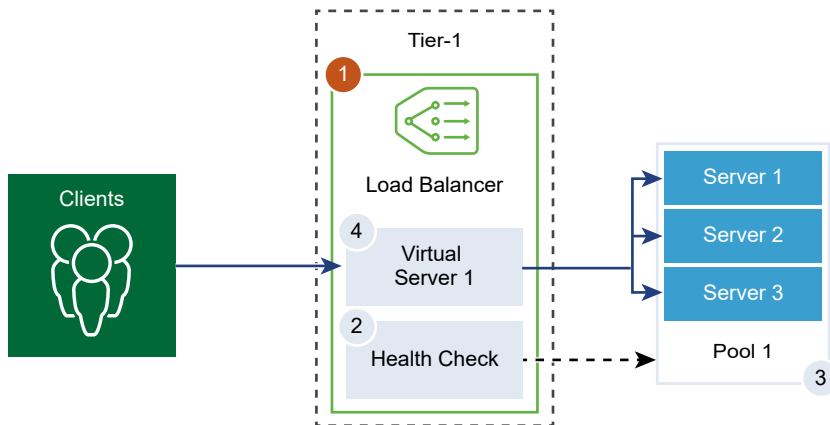 Tier-1
1
Load Balancer
Clients
4
Virtual
Server 1
2
Health Check
Server 1
Server 2
Server 3
Pool 1
3